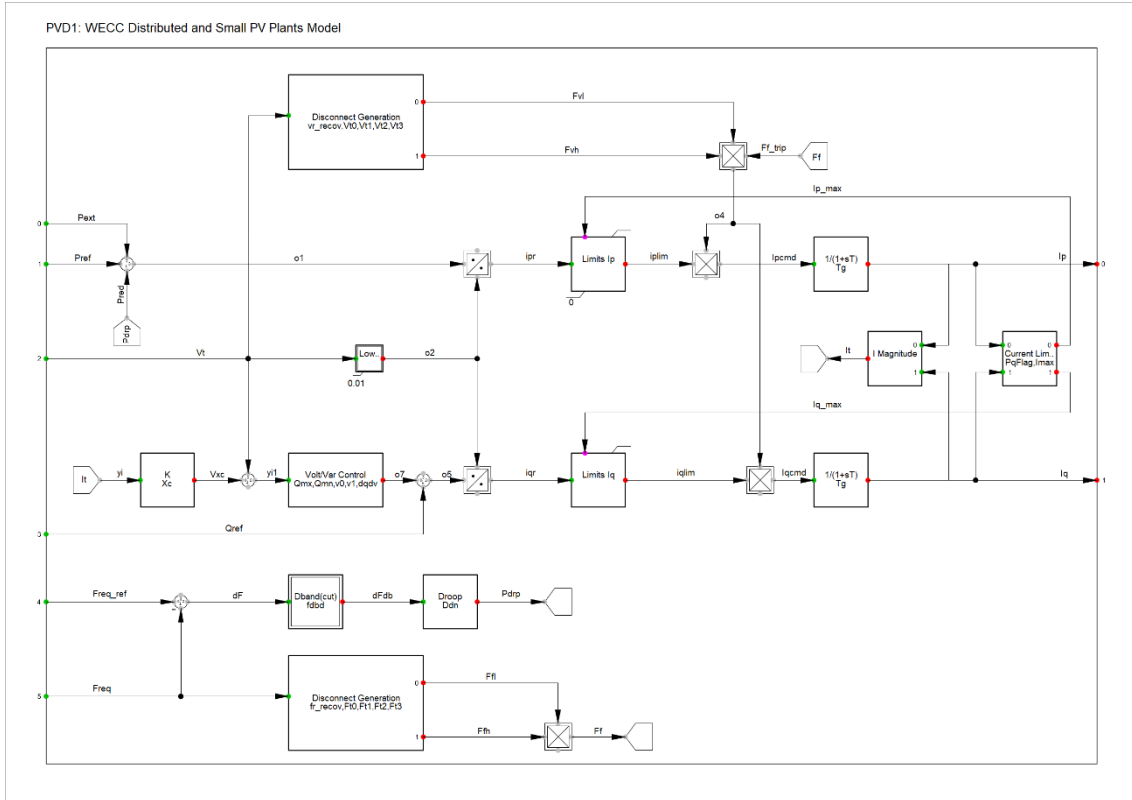 PVD1: WECC Distributed and Small PV Plants Model
Disconnect Generation
vr_recov,Vt0,Vt1,Vt2,Vt3
0
1
Fvl
Fvh
Ff_trip
Ff
Ip_max
0
Pext
o4
1
Pref
o1
ipr
Limits Ip
0
iplim
Ipcmd
1/(1+sT)
Tg
Ip
0
Pred
Pdrp
2
Vt
Low..
0.01
o2
It
I Magnitude
0
1
0
1
Current Lim..
PqFlag,Imax
0
1
Iq_max
It
yi
K
Xc
Vxc
yi1
Volt/Var Control
Qmx,Qmn,v0,v1,dqdv
o7
o5
iqr
Limits Iq
iqlim
Iqcmd
1/(1+sT)
Tg
Iq
1
3
Qref
4
Freq_ref
-
dF
Dband(cut)
fdbd
dFdb
Droop
Ddn
Pdrp
5
Freq
Disconnect Generation
fr_recov,Ft0,Ft1,Ft2,Ft3
0
1
Ffl
Ffh
Ff